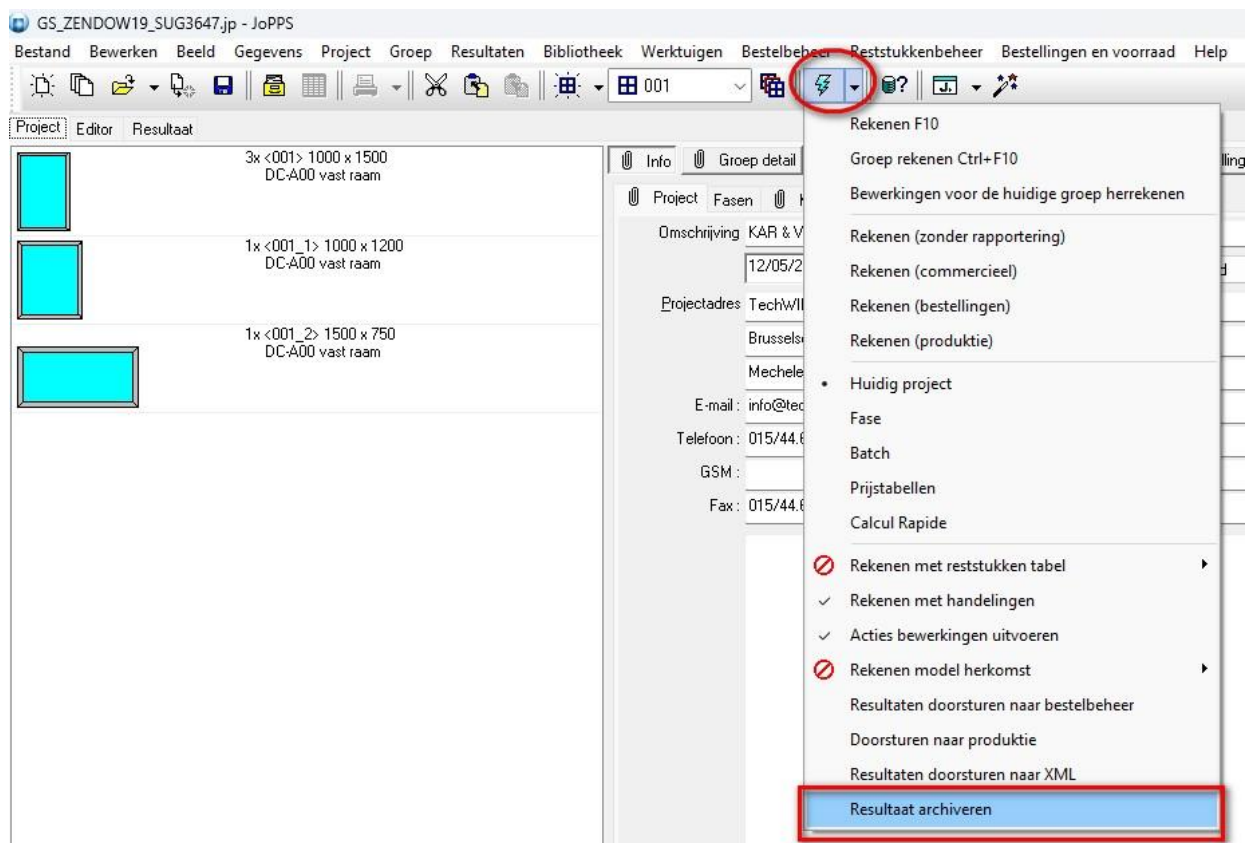 GS_ZENDOW19_SUG3647.jp - JoPPS
Bestand Bewerken Beeld Gegevens Project Groep Resultaten Bibliotheek Werktuigen Bestelbeheer Reststukkenbeheer Bestellingen en voorraad Help
001
Project Editor Resultaat
3x <001> 1000 x 1500
DC-A00 vast raam
1x <001_1> 1000 x 1200
DC-A00 vast raam
1x <001_2> 1500 x 750
DC-A00 vast raam
Info Groep detail
Project Fasen
Omschrijving KAR & V
12/05/2
Projectadres
Mechele
E-mail : info@tec
Telefoon : 015/44.6
GSM :
Fax : 015/44.6
Rekenen F10
Groep rekenen Ctrl+F10
Bewerkingen voor de huidige groep herrekenen
Rekenen (zonder rapportering)
Rekenen (commercieel)
Rekenen (bestellingen)
Rekenen (produktie)
Huidig project
Fase
Batch
Prijstabellen
Calcul Rapide
Rekenen met reststukken tabel
Rekenen met handelingen
Acties bewerkingen uitvoeren
Rekenen model herkomst
Resultaten doorsturen naar bestelbeheer
Doorsturen naar produktie
Resultaten doorsturen naar XML
Resultaat archiveren